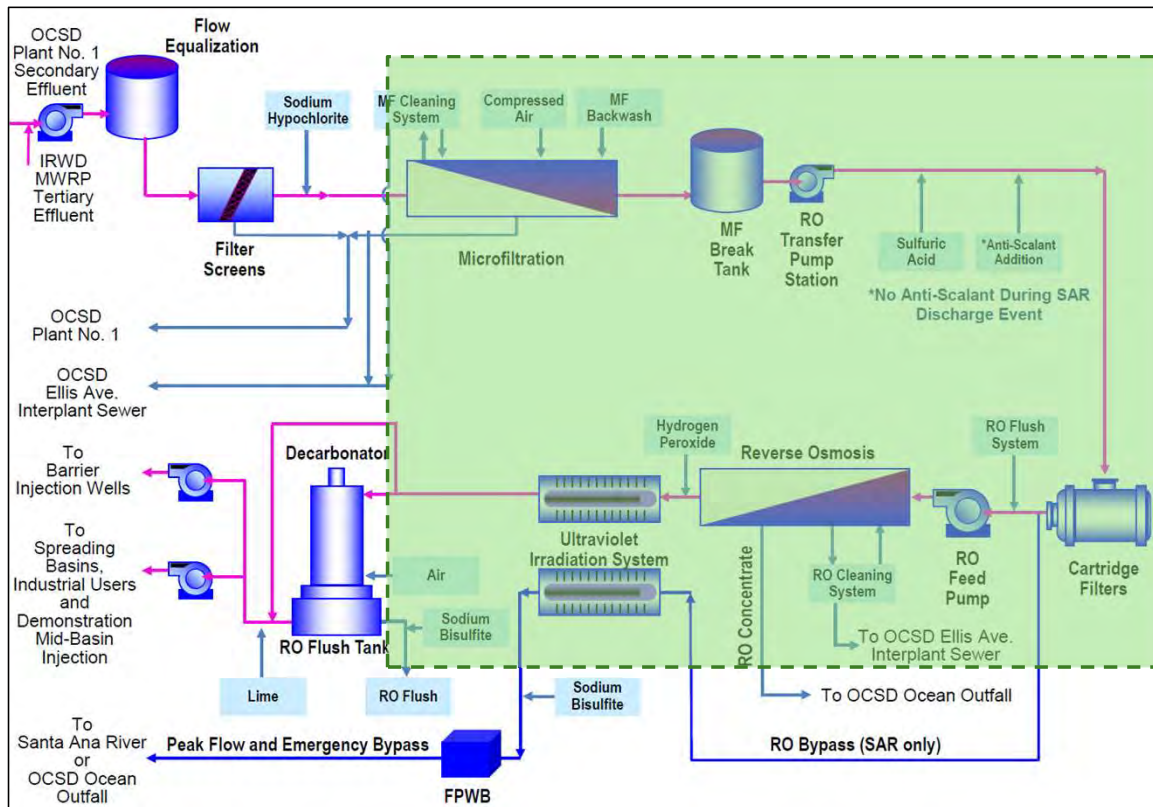 OCSD
Plant No. 1
Secondary
Effluent
Flow
Equalization
IRWD
MWRP
Tertiary
Effluent
Sodium
Hypochlorite
Filter
Screens
MF Cleaning
System
Compressed
Air
MF
Backwash
Microfiltration
MF
Break
Tank
RO
Transfer
Pump
Station
Sulfuric
Acid
*Anti-Scalant
Addition
*No Anti-Scalant During SAR
Discharge Event
OCSD
Plant No. 1
OCSD
Ellis Ave.
Interplant Sewer
To
Barrier
Injection Wells
To
Spreading
Basins,
Industrial Users
and
Demonstration
Mid-Basin
Injection
Decarbonator
Air
RO Flush Tank
Sodium
Bisulfite
Lime
RO Flush
Ultraviolet
Irradiation System
Hydrogen
Peroxide
Reverse Osmosis
RO Concentrate
RO Cleaning
System
To OCSD Ellis Ave.
Interplant Sewer
RO
Feed
Pump
RO Flush
System
Cartridge
Filters
Sodium
Bisulfite
To OCSD Ocean Outfall
RO Bypass (SAR only)
To
Santa Ana River
or
OCSD Ocean
Outfall
Peak Flow and Emergency Bypass
FPWB